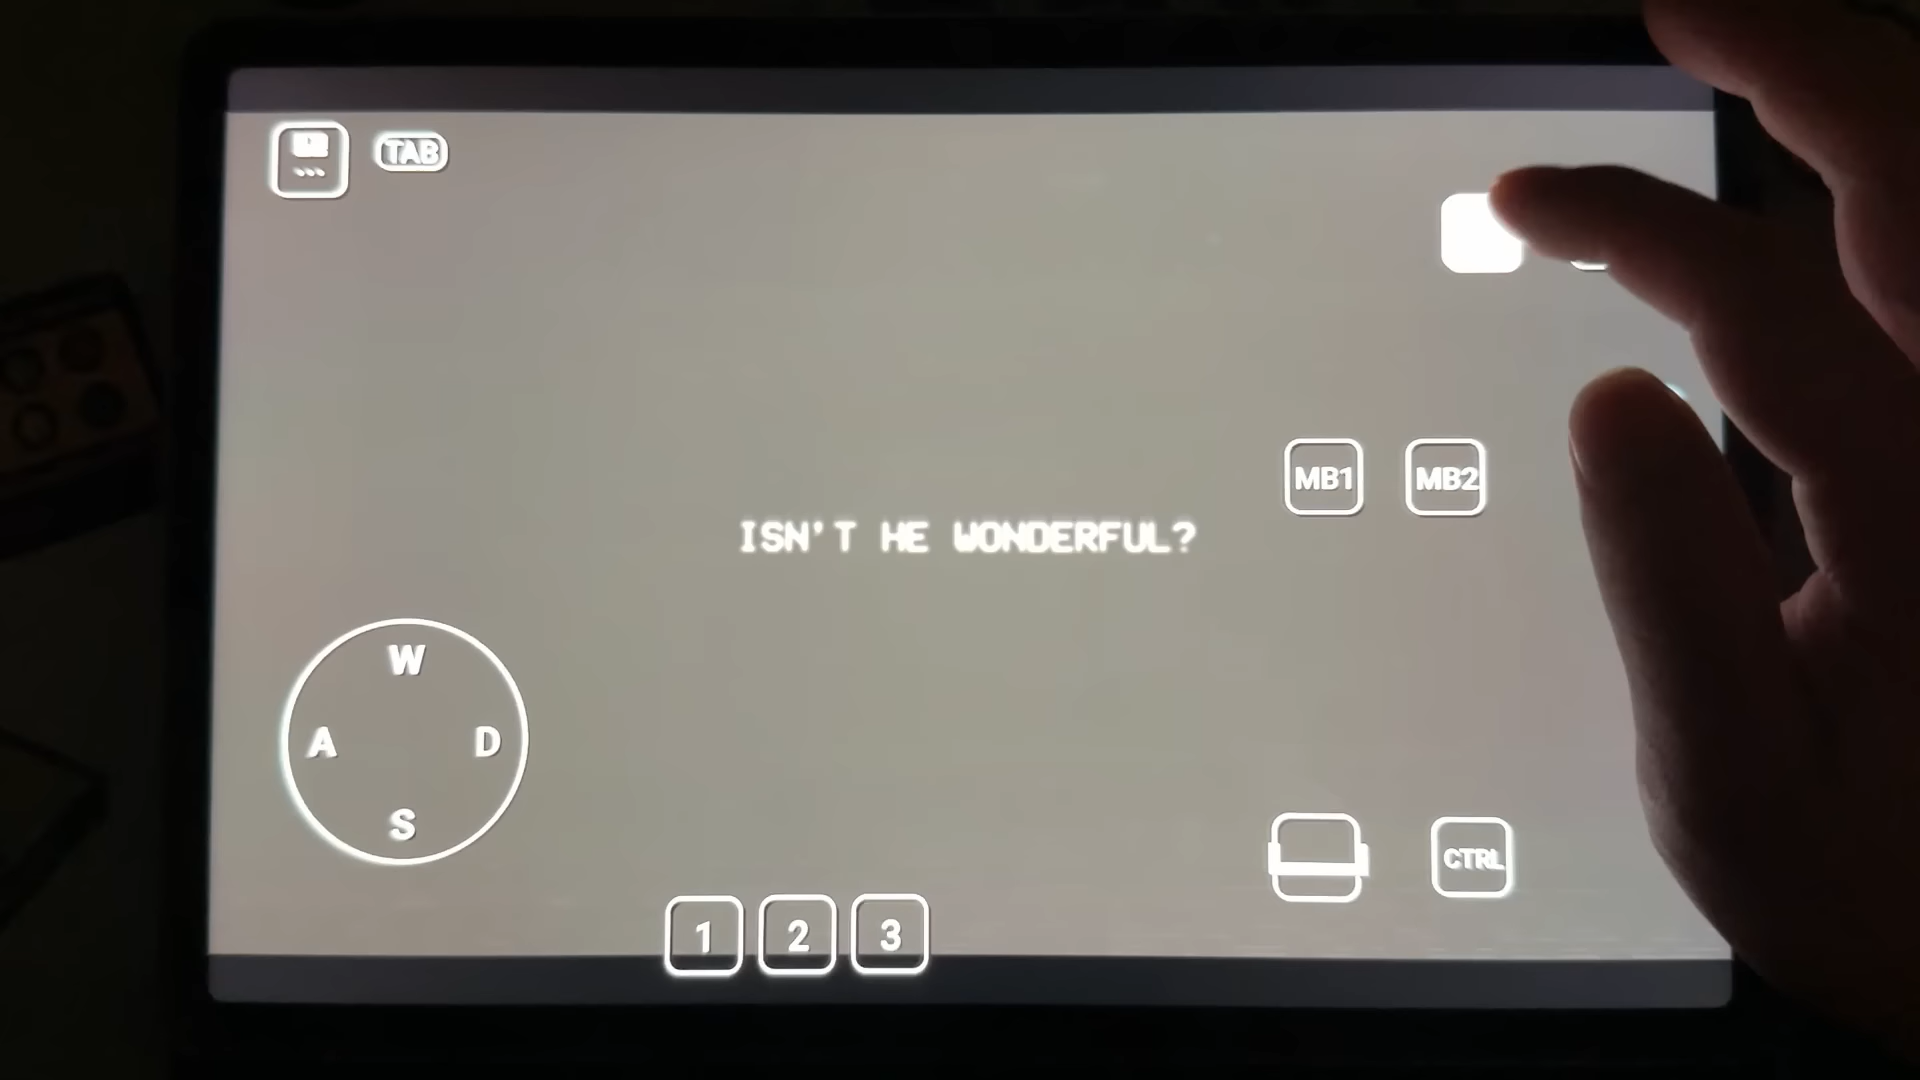 TAB
MB1 MB2
ISN'T HE WONDERFUL?
W
A D
S
CTRL
1 2 3